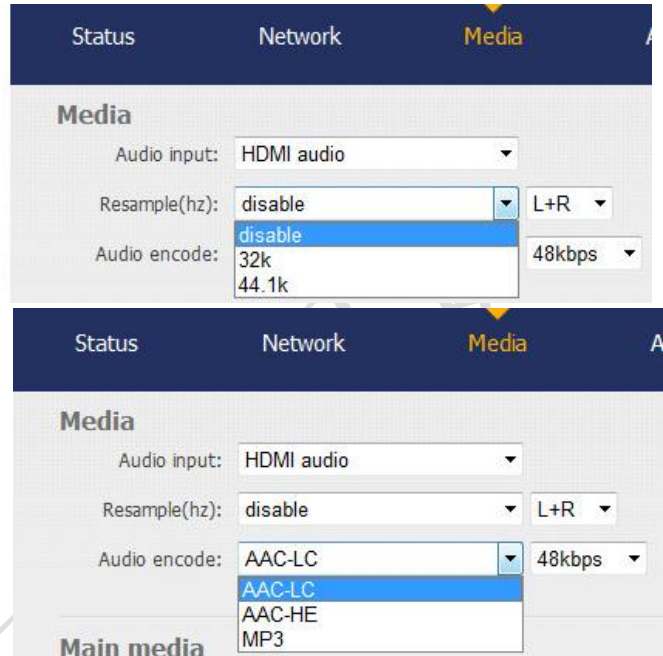 Status Network Media
Media
Audio input: HDMI audio
Resample(hz): disable L+R
disable
Audio encode: 32k 48kbps
44.1k
Status Network Media A
Media
Audio input: HDMI audio
Resample(hz): disable L+R
Audio encode: AAC-LC 48kbps
AAC-LC
AAC-HE
MP3
Main media